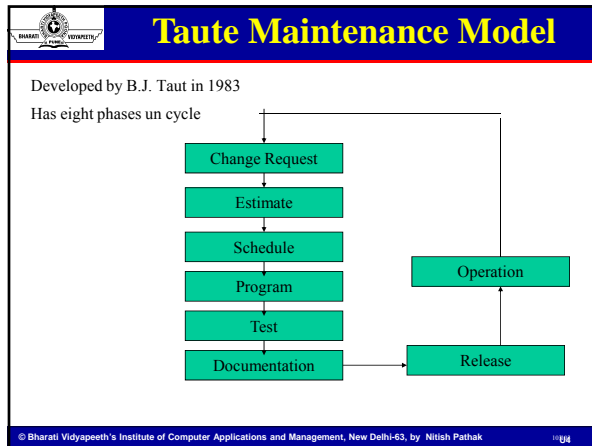 BHARATI VIDYAPEETH
PUNE
Taute Maintenance Model
Developed by B.J. Taut in 1983
Has eight phases un cycle
Change Request
Estimate
Schedule
Program
Test
Documentation
Release
Operation
© Bharati Vidyapeeth's Institute of Computer Applications and Management, New Delhi-63, by Nitish Pathak
U4